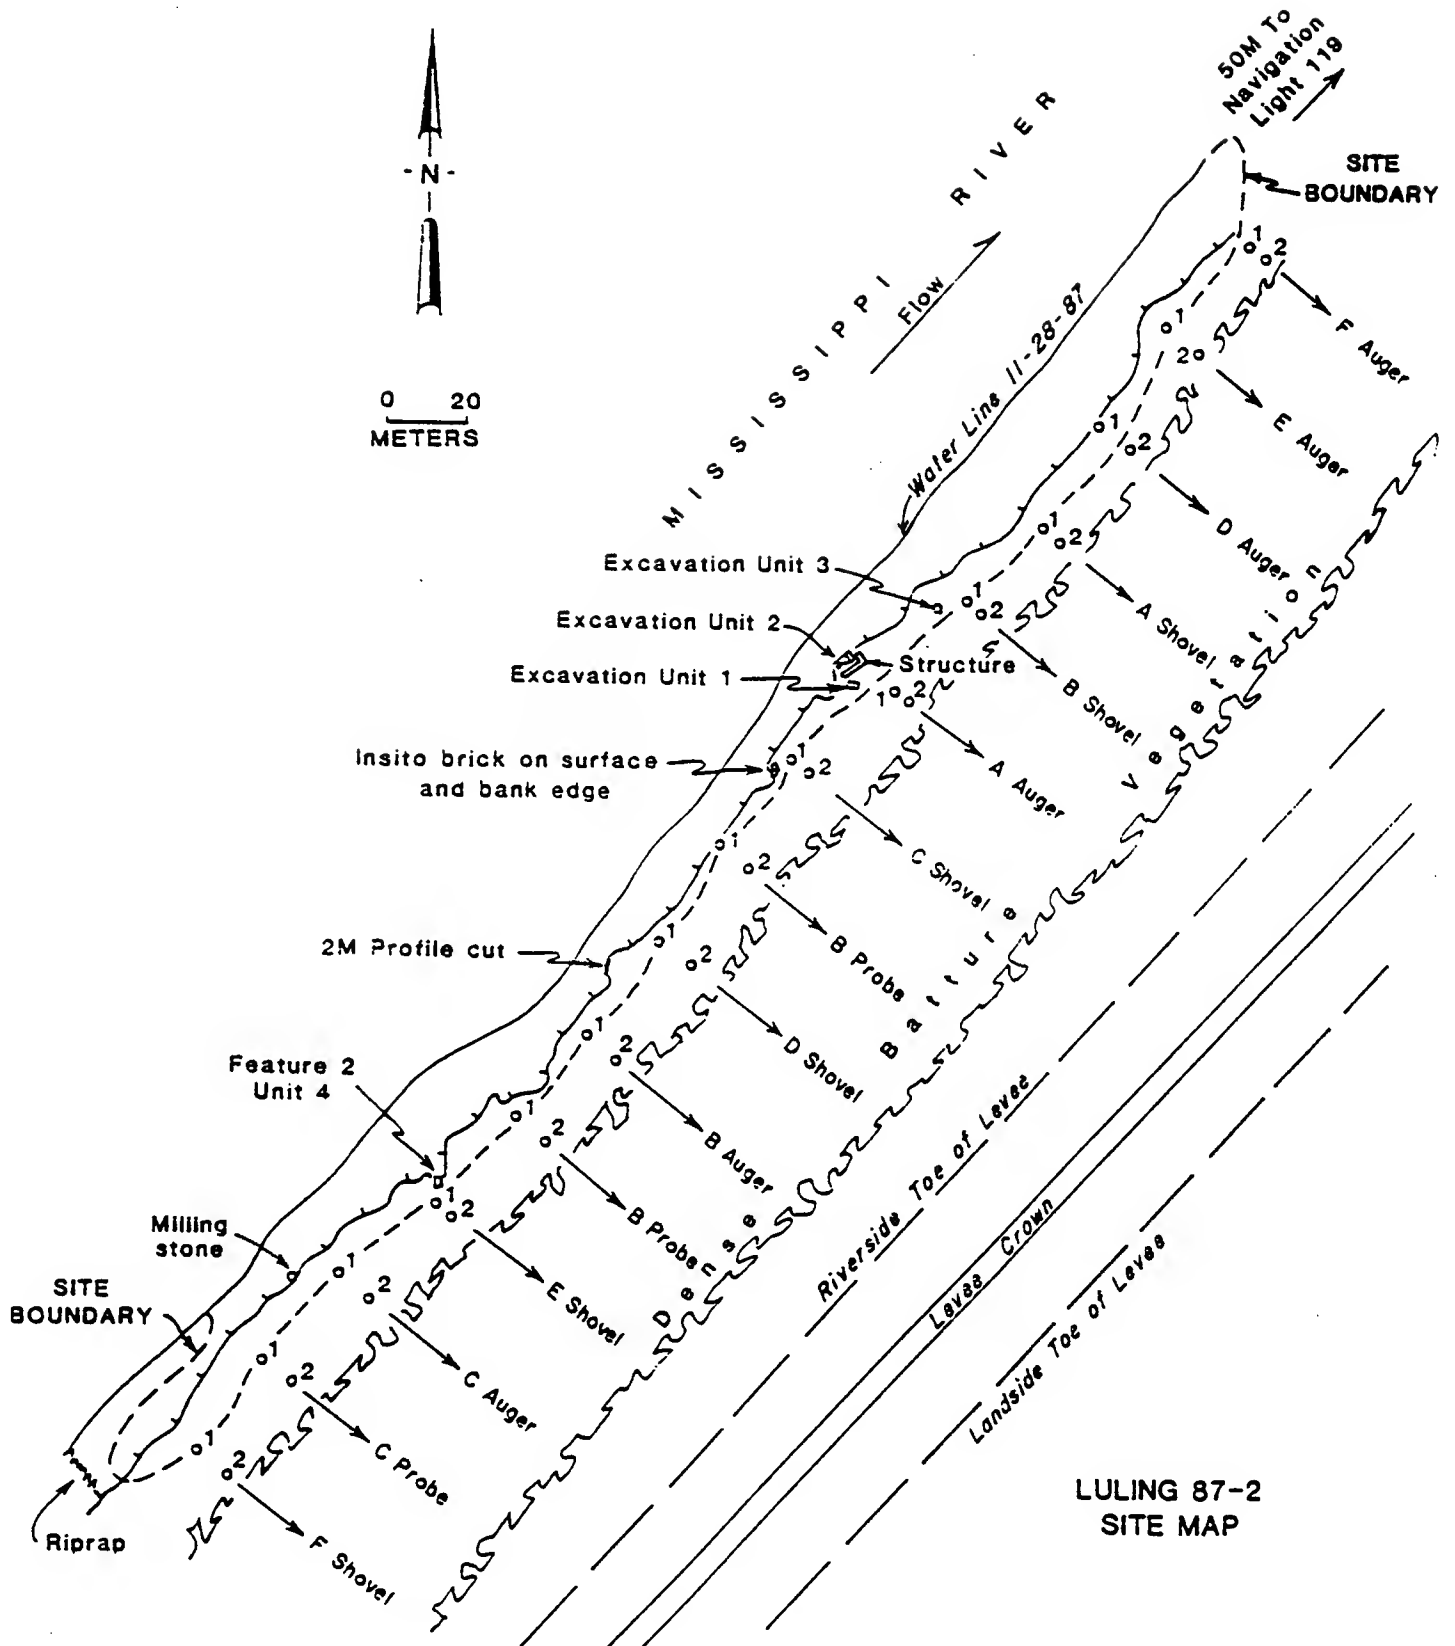 50M To
Navigation
Light 119
SITE
BOUNDARY
- N -
MISSISSIPPI RIVER
Flow
Water Line 11-28-87
0 20
METERS
1
2
F Auger
1
2
E Auger
1
2
D Auger
1
2
A Shovel
Excavation Unit 3
1
2
B Shovel
Excavation Unit 2
Structure
Excavation Unit 1
1
2
A Auger
Insito brick on surface
and bank edge
1
2
C Shovel
1
2
B Probe
2M Profile cut
1
2
D Shovel
1
2
B Auger
Feature 2
Unit 4
1
2
B Probe
1
2
E Shovel
Milling
stone
1
2
C Auger
SITE
BOUNDARY
1
2
C Probe
1
2
F Shovel
Riprap
Dense Batture Vegetation
Riverside Toe of Levee
Levee Crown
Landside Toe of Levee
LULING 87-2
SITE MAP